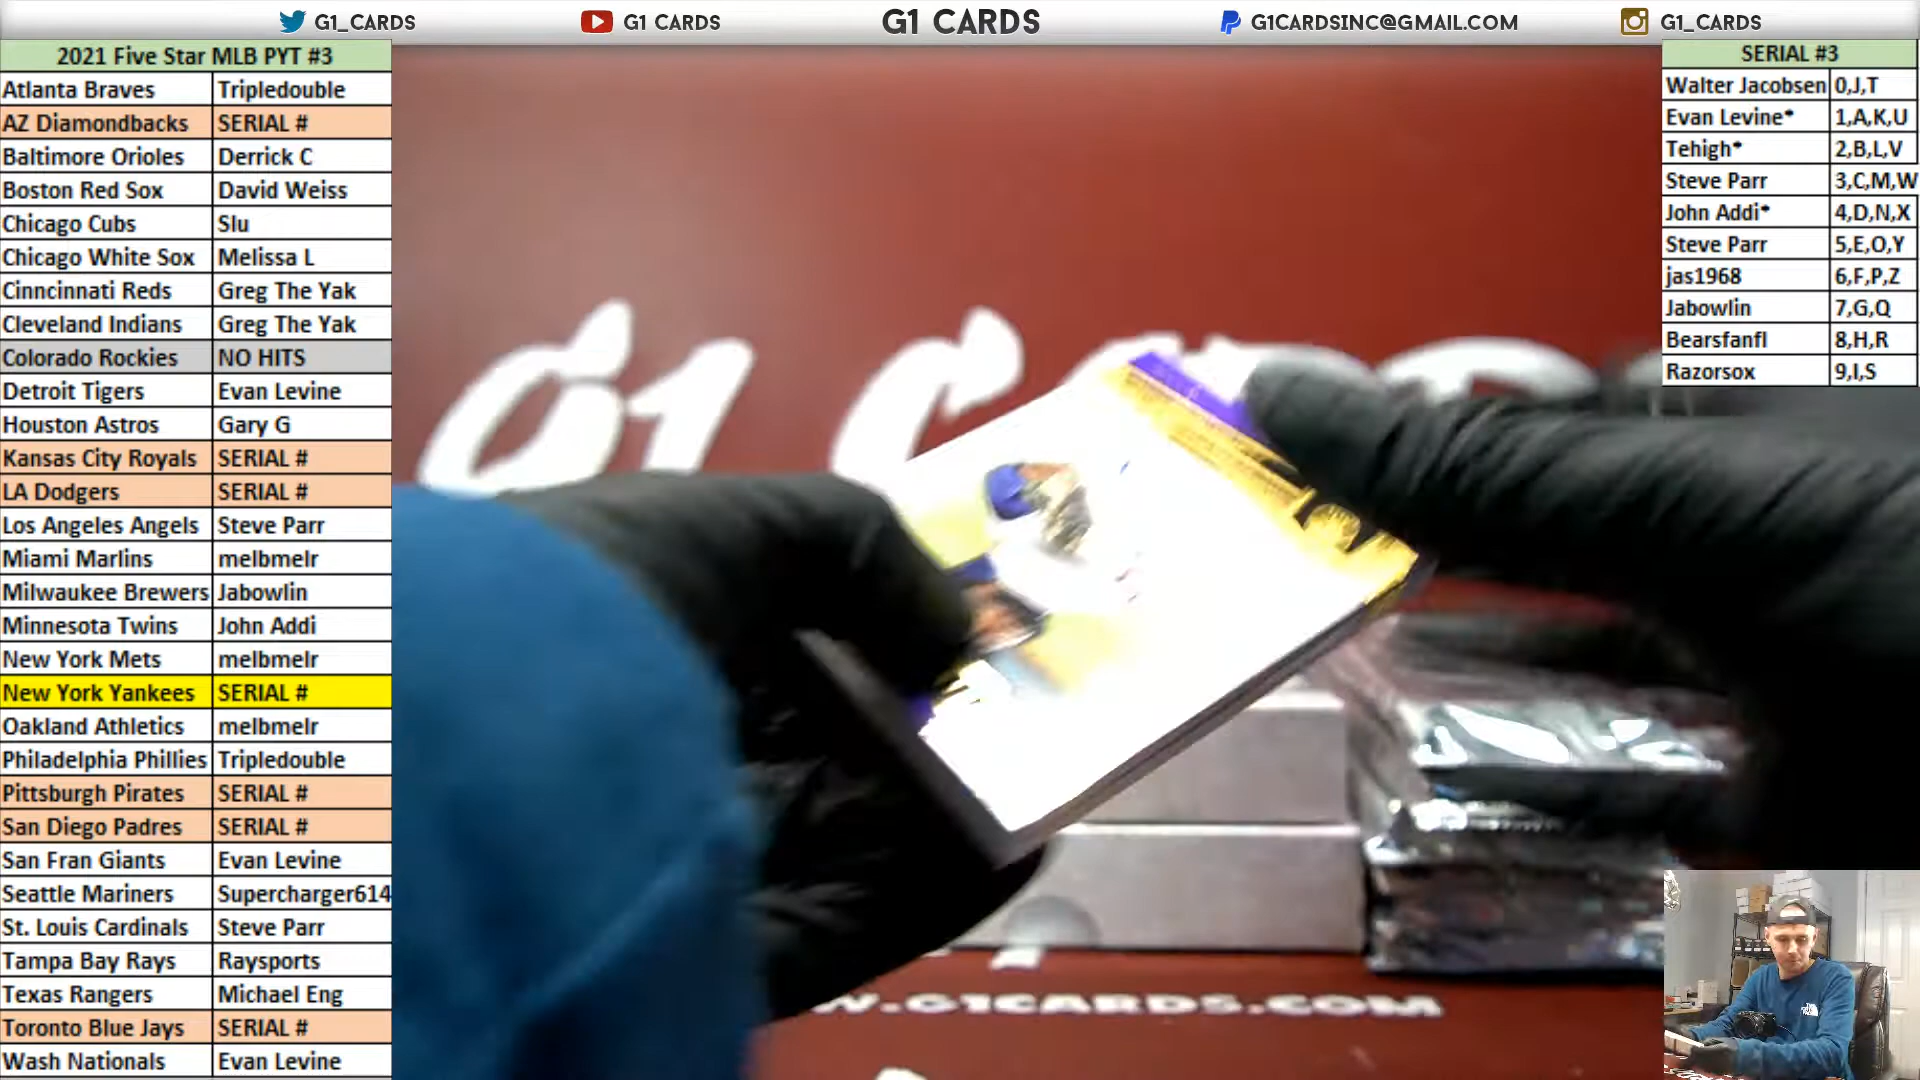 G1_CARDS
G1 CARDS
G1 CARDS
G1CARDSINC@GMAIL.COM
G1_CARDS
2021 Five Star MLB PYT #3
Atlanta Braves Tripledouble
AZ Diamondbacks SERIAL #
Baltimore Orioles Derrick C
Boston Red Sox David Weiss
Chicago Cubs Slu
Chicago White Sox Melissa L
Cinncinnati Reds Greg The Yak
Cleveland Indians Greg The Yak
Colorado Rockies NO HITS
Detroit Tigers Evan Levine
Houston Astros Gary G
Kansas City Royals SERIAL #
LA Dodgers SERIAL #
Los Angeles Angels Steve Parr
Miami Marlins melbmelr
Milwaukee Brewers Jabowlin
Minnesota Twins John Addi
New York Mets melbmelr
New York Yankees SERIAL #
Oakland Athletics melbmelr
Philadelphia Phillies Tripledouble
Pittsburgh Pirates SERIAL #
San Diego Padres SERIAL #
San Fran Giants Evan Levine
Seattle Mariners Supercharger614
St. Louis Cardinals Steve Parr
Tampa Bay Rays Raysports
Texas Rangers Michael Eng
Toronto Blue Jays SERIAL #
Wash Nationals Evan Levine
SERIAL #3
Walter Jacobsen 0,J,T
Evan Levine* 1,A,K,U
Tehigh* 2,B,L,V
Steve Parr 3,C,M,W
John Addi* 4,D,N,X
Steve Parr 5,E,O,Y
jas1968 6,F,P,Z
Jabowlin 7,G,Q
Bearsfanfl 8,H,R
Razorsox 9,I,S
G1
W.G1CARDS.COM